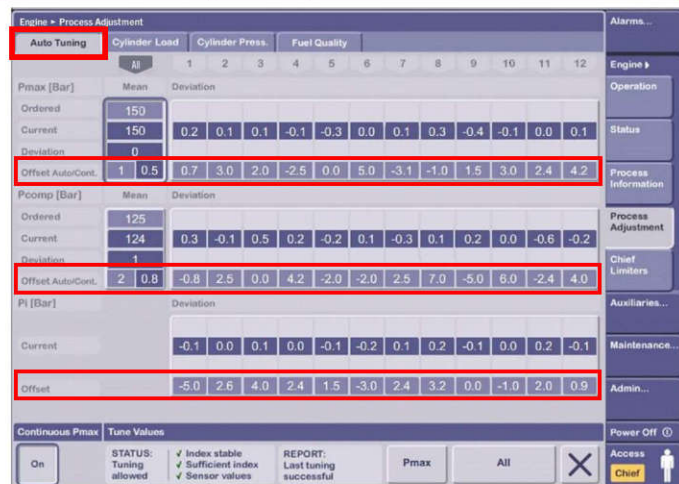 Engine ▸ Process Adjustment
Auto Tuning Cylinder Load Cylinder Press. Fuel Quality
All 1 2 3 4 5 6 7 8 9 10 11 12
Pmax [Bar] Mean Deviation
Ordered 150
Current 150 0.2 0.1 0.1 -0.1 -0.3 0.0 0.1 0.3 -0.4 -0.1 0.0 0.1
Deviation 0
Offset Auto/Cont. 1 0.5 0.7 3.0 2.0 -2.5 0.0 5.0 -3.1 -1.0 1.5 3.0 2.4 4.2
Pcomp [Bar] Mean Deviation
Ordered 125
Current 124 0.3 -0.1 0.5 0.2 -0.2 0.1 -0.3 0.1 0.2 0.0 -0.6 -0.2
Deviation 1
Offset Auto/Cont. 2 0.8 -0.8 2.5 0.0 4.2 -2.0 -2.0 2.5 7.0 -5.0 6.0 -2.4 4.0
Pi [Bar] Deviation
Current -0.1 0.0 0.1 0.0 -0.1 -0.2 0.1 0.2 -0.1 0.0 0.2 -0.1
Offset -5.0 2.6 4.0 2.4 1.5 -3.0 2.4 3.2 0.0 -1.0 2.0 0.9
Continuous Pmax Tune Values
On
STATUS:
Tuning
allowed
✓ Index stable
✓ Sufficient index
✓ Sensor values
REPORT:
Last tuning
successful
Pmax
All
Alarms...
Engine ▸
Operation
Status
Process
Information
Process
Adjustment
Chief
Limiters
Auxiliaries...
Maintenance...
Admin...
Power Off
Access
Chief